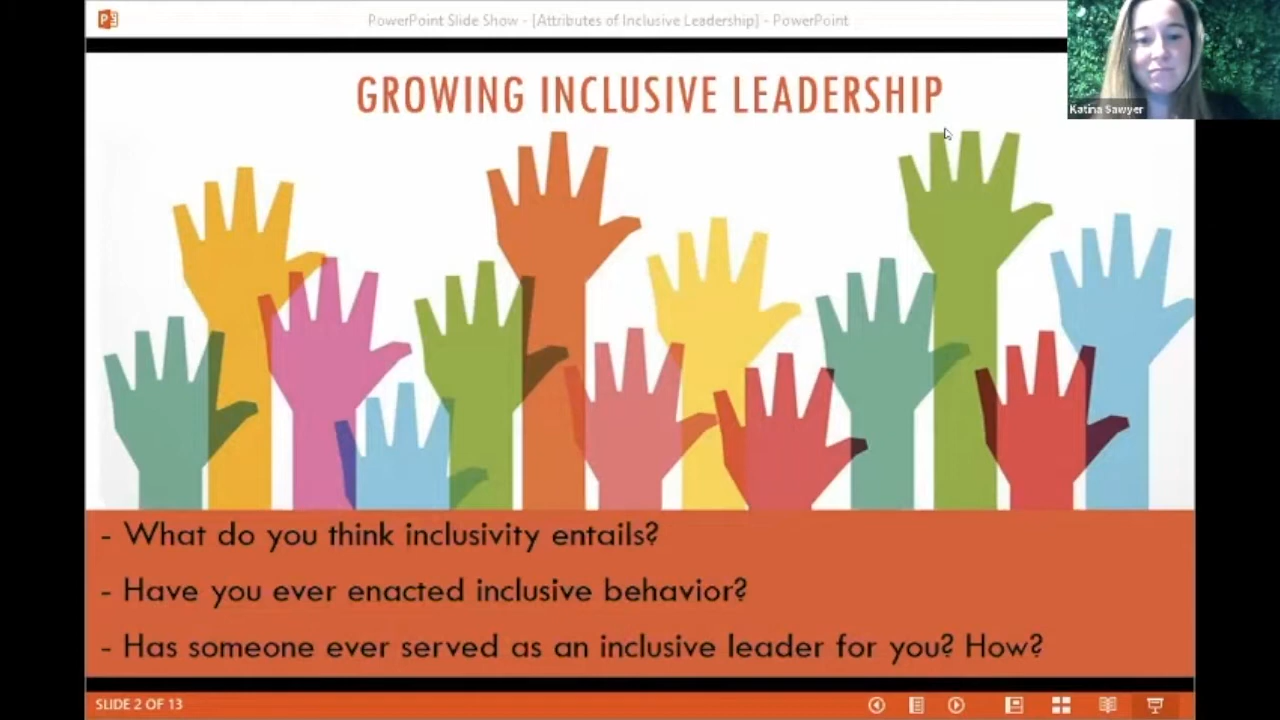 PowerPoint Slide Show - [Attributes of Inclusive Leadership] - PowerPoint
GROWING INCLUSIVE LEADERSHIP
Katina Sawyer
- What do you think inclusivity entails?
- Have you ever enacted inclusive behavior?
- Has someone ever served as an inclusive leader for you? How?
SLIDE 2 OF 13